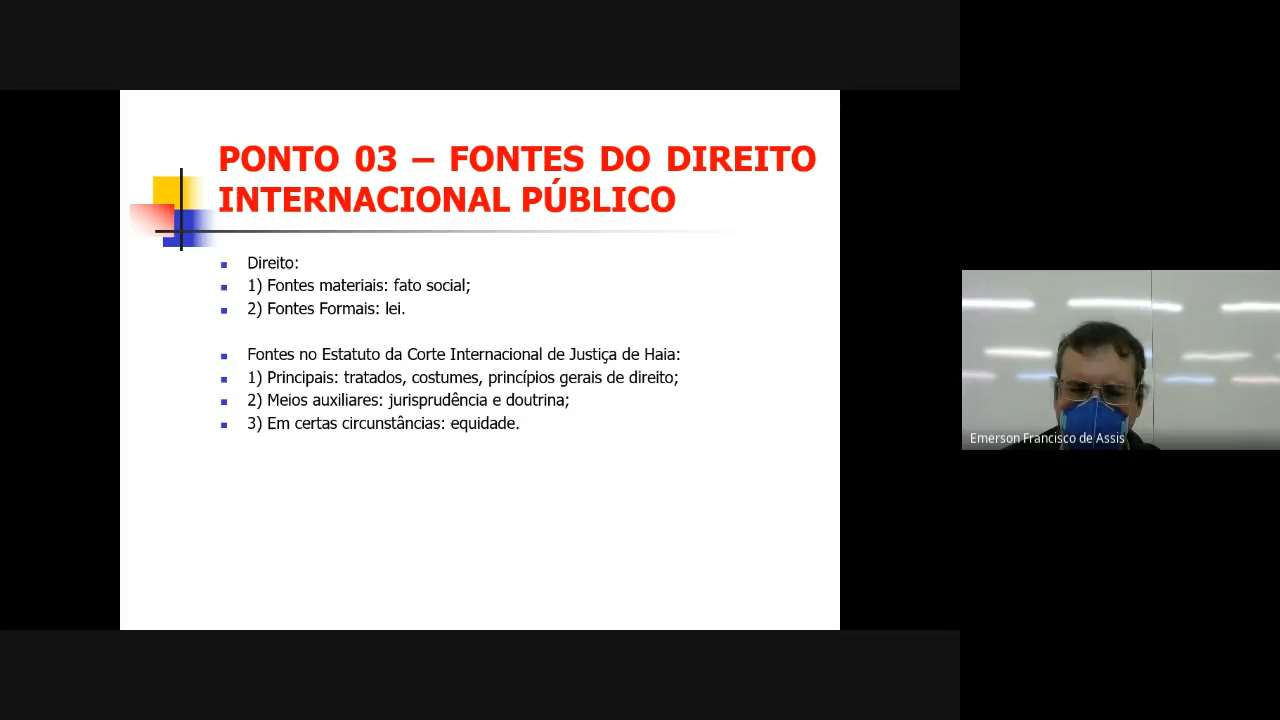 PONTO 03 – FONTES DO DIREITO
INTERNACIONAL PÚBLICO
Direito:
1) Fontes materiais: fato social;
2) Fontes Formais: lei.
Fontes no Estatuto da Corte Internacional de Justiça de Haia:
1) Principais: tratados, costumes, princípios gerais de direito;
2) Meios auxiliares: jurisprudência e doutrina;
3) Em certas circunstâncias: equidade.
Emerson Francisco de Assis